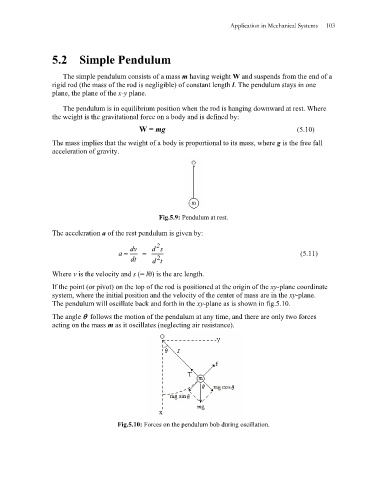 Application in Mechanical Systems 103
5.2 Simple Pendulum
The simple pendulum consists of a mass m having weight W and suspends from the end of a
rigid rod (the mass of the rod is negligible) of constant length l. The pendulum stays in one
plane, the plane of the x-y plane.
The pendulum is in equilibrium position when the rod is hanging downward at rest. Where
the weight is the gravitational force on a body and is defined by:
W = mg (5.10)
The mass implies that the weight of a body is proportional to its mass, where g is the free fall
acceleration of gravity.
O
m
Fig.5.9: Pendulum at rest.
The acceleration a of the rest pendulum is given by:
a = dv/dt = d²s/d²t (5.11)
Where v is the velocity and s (= lθ) is the arc length.
If the point (or pivot) on the top of the rod is positioned at the origin of the xy-plane coordinate
system, where the initial position and the velocity of the center of mass are in the xy-plane.
The pendulum will oscillate back and forth in the xy-plane as is shown in fig.5.10.
The angle θ follows the motion of the pendulum at any time, and there are only two forces
acting on the mass m as it oscillates (neglecting air resistance).
O
y
θ l
T
m
θ
mg cosθ
mg sinθ
mg
x
Fig.5.10: Forces on the pendulum bob during oscillation.